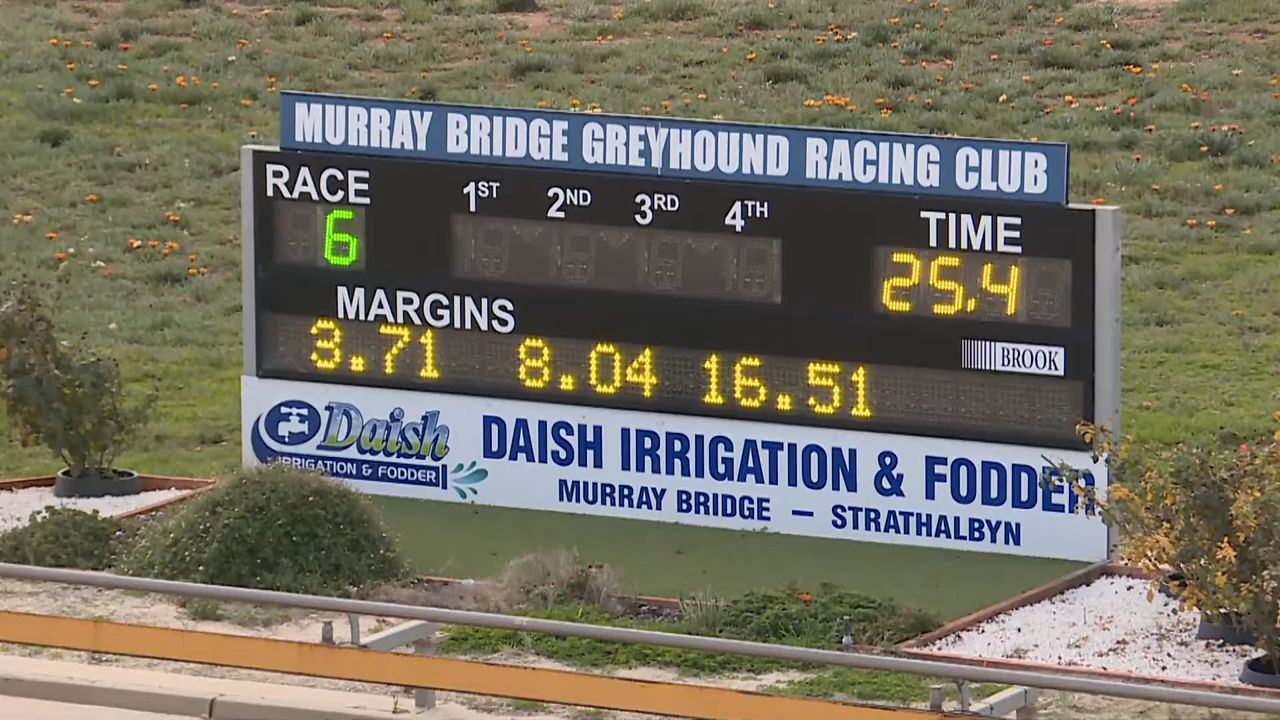 MURRAY BRIDGE GREYHOUND RACING CLUB
RACE 1ST 2ND 3RD 4TH TIME
6 25.4
MARGINS
3.71 8.04 16.51
BROOK
Daish
IRRIGATION & FODDER
DAISH IRRIGATION & FODDER
MURRAY BRIDGE – STRATHALBYN